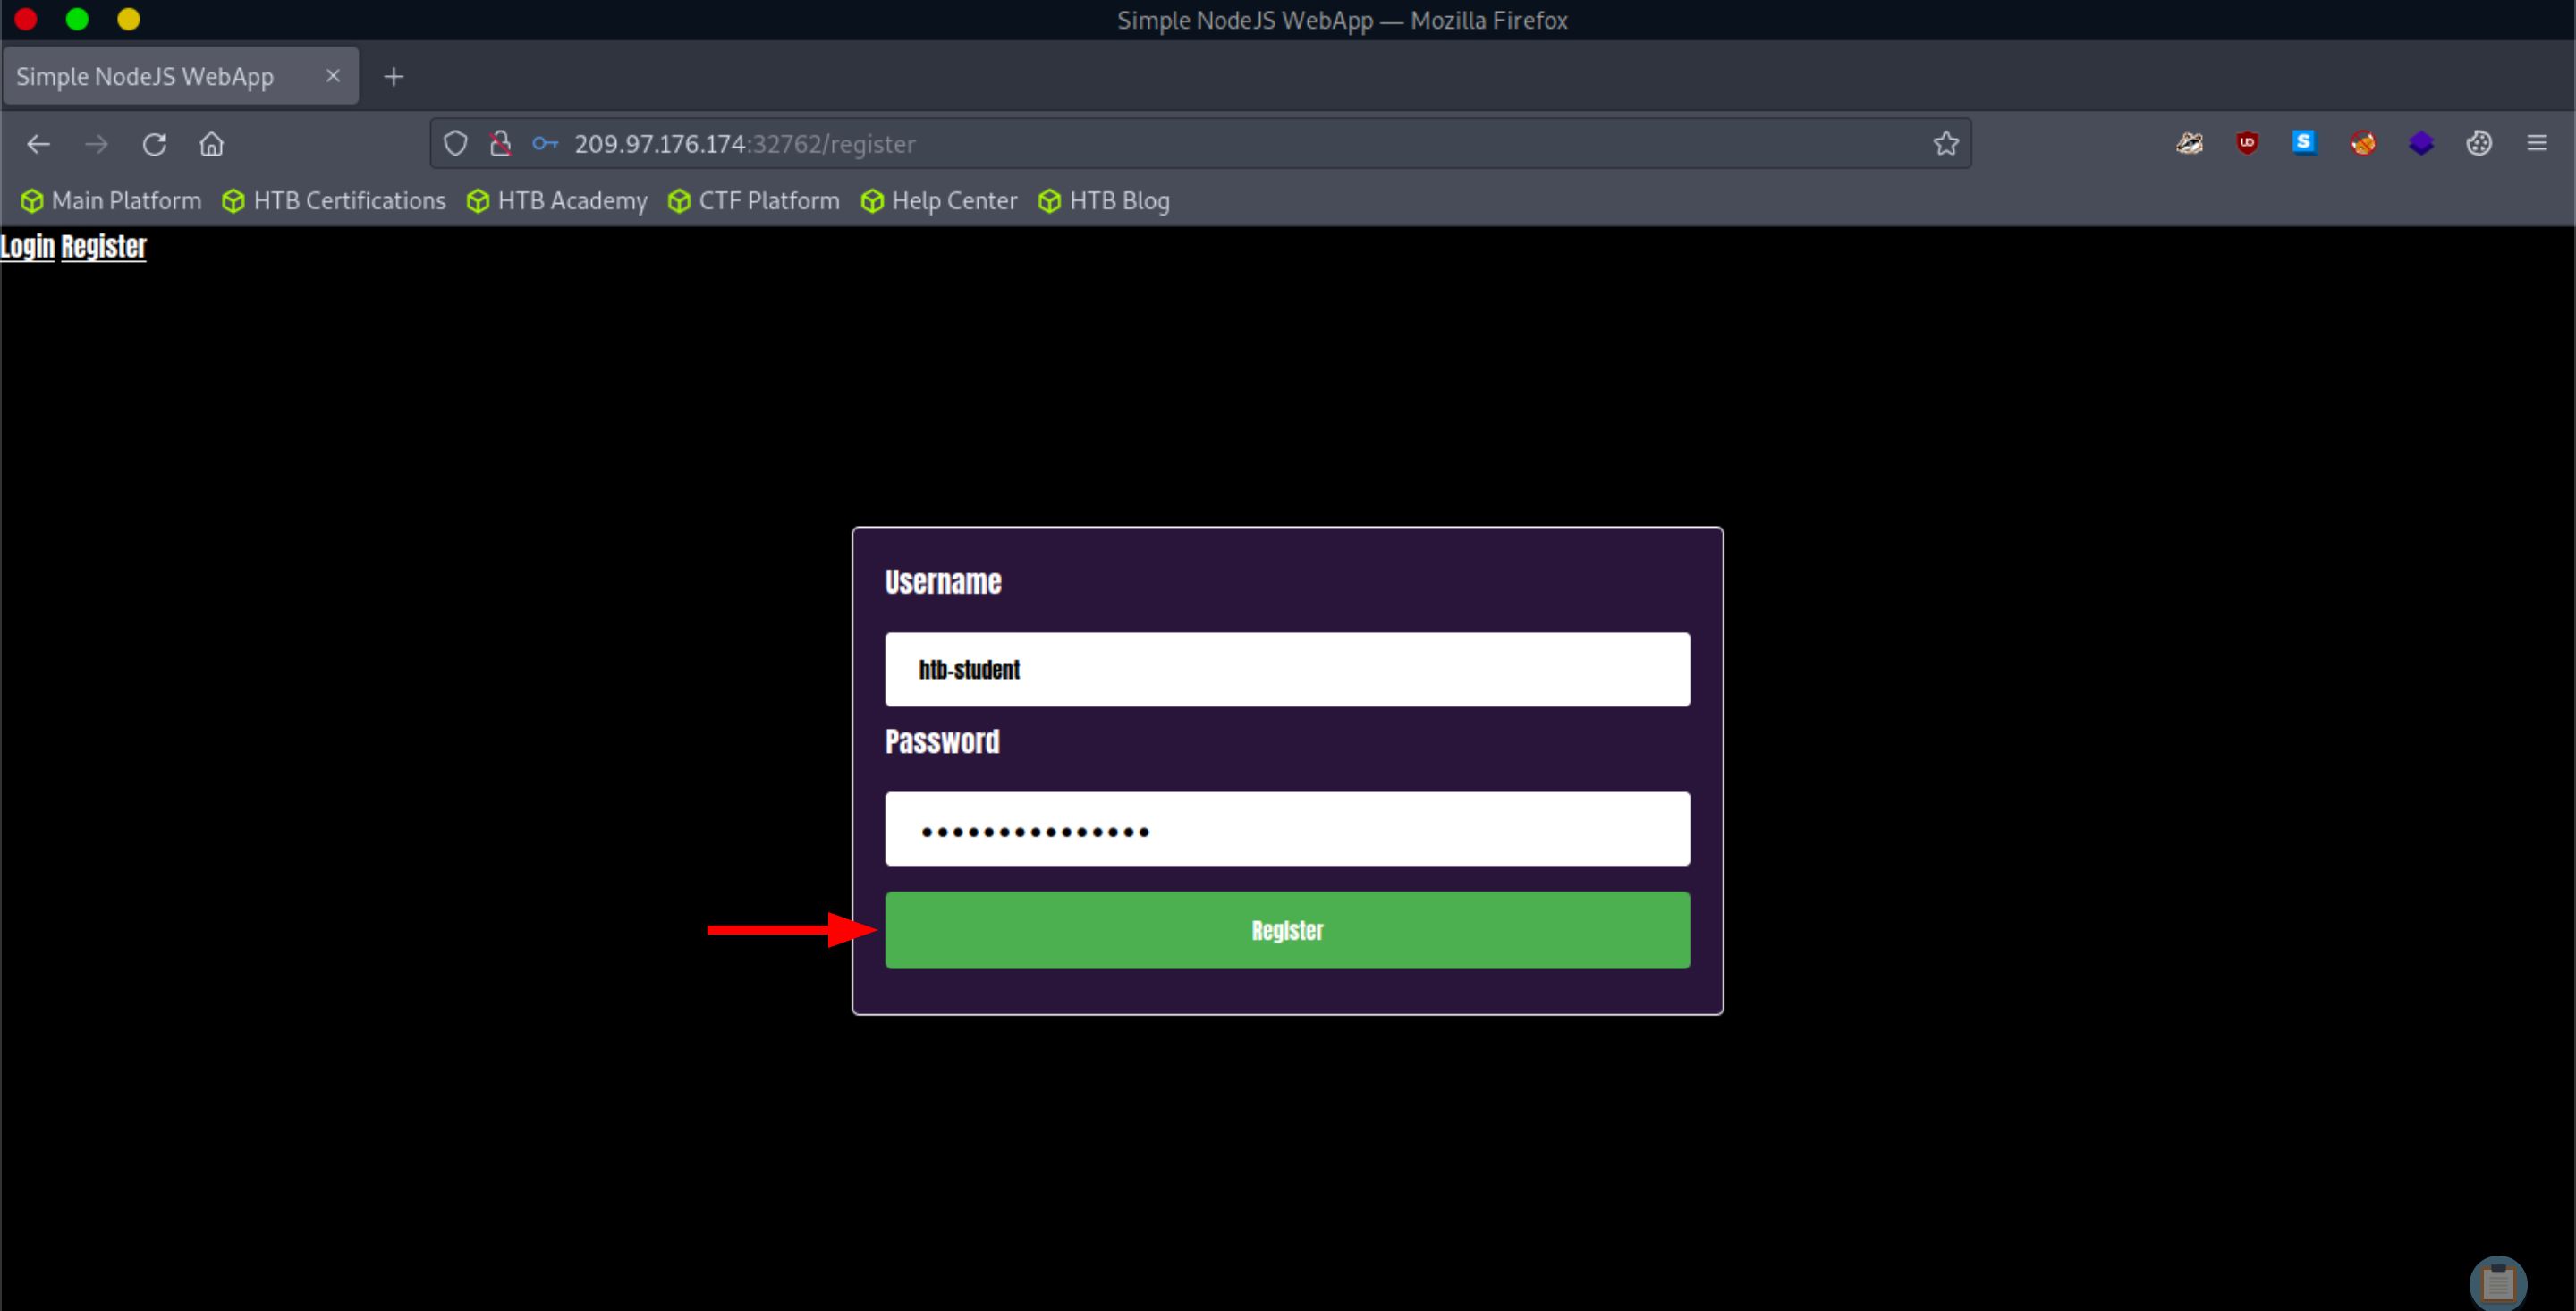 Simple NodeJS WebApp — Mozilla Firefox
Simple NodeJS WebApp
209.97.176.174:32762/register
Main Platform HTB Certifications HTB Academy CTF Platform Help Center HTB Blog
Login Register
Username
htb-student
Password
•••••••••••••••
Register